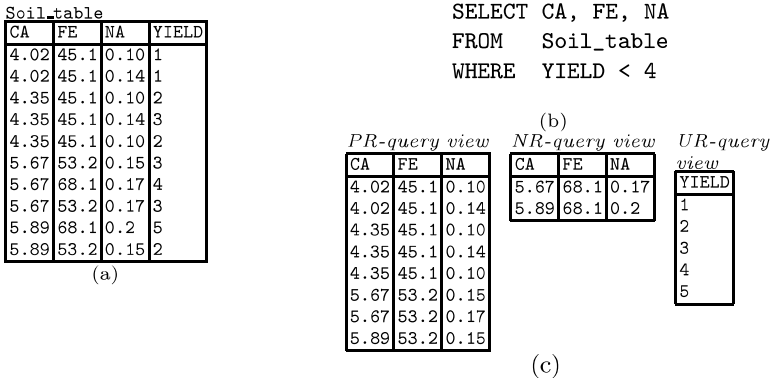 Soil_table
CA FE NA YIELD
4.02 45.1 0.10 1
4.02 45.1 0.14 1
4.35 45.1 0.10 2
4.35 45.1 0.14 3
4.35 45.1 0.10 2
5.67 53.2 0.15 3
5.67 68.1 0.17 4
5.67 53.2 0.17 3
5.89 68.1 0.2 5
5.89 53.2 0.15 2
(a)
SELECT CA, FE, NA
FROM Soil_table
WHERE YIELD < 4
(b)
PR-query view
CA FE NA
4.02 45.1 0.10
4.02 45.1 0.14
4.35 45.1 0.10
4.35 45.1 0.14
4.35 45.1 0.10
5.67 53.2 0.15
5.67 53.2 0.17
5.89 53.2 0.15
NR-query view
CA FE NA
5.67 68.1 0.17
5.89 68.1 0.2
UR-query
view
YIELD
1
2
3
4
5
(c)